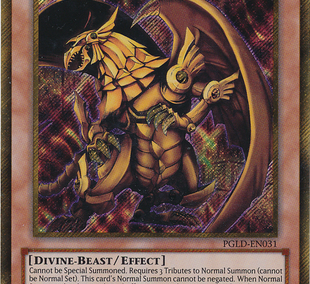 PGLD-EN031
[DIVINE-BEAST/EFFECT]
Cannot be Special Summoned. Requires 3 Tributes to Normal Summon (cannot
be Normal Set). This card's Normal Summon cannot be negated. When Normal